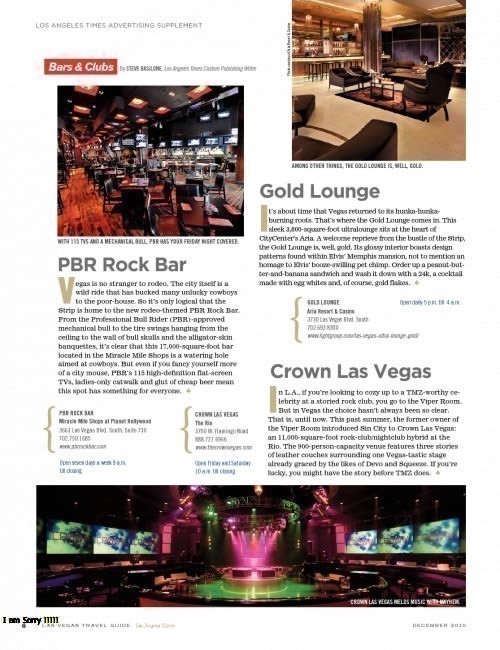 LOS ANGELES TIMES ADVERTISING SUPPLEMENT
Bars & Clubs by STEVE BASILONE, Los Angeles Times Custom Publishing Writer
WITH 115 TVS AND A MECHANICAL BULL, PBR HAS YOUR FRIDAY NIGHT COVERED.
PBR Rock Bar
Vegas is no stranger to rodeo. The city itself is a
wild ride that has bucked many unlucky cowboys
to the poor-house. So it's only logical that the
Strip is home to the new rodeo-themed PBR Rock Bar.
From the Professional Bull Rider (PBR)-approved
mechanical bull to the tire swings hanging from the
ceiling to the wall of bull skulls and the alligator-skin
banquettes, it's clear that this 17,000-square-foot bar
located in the Miracle Mile Shops is a watering hole
aimed at cowboys. But even if you fancy yourself more
of a city mouse, PBR's 115 high-definition flat-screen
TVs, ladies-only catwalk and glut of cheap beer mean
this spot has something for everyone.
PBR ROCK BAR
Miracle Mile Shops at Planet Hollywood
3663 Las Vegas Blvd. South, Suite 730
702.750.1685
www.pbrrockbar.com
Open seven days a week 9 a.m.
till closing
CROWN LAS VEGAS
The Rio
3700 W. Flamingo Road
888.727.6966
www.thecrownvegas.com
Open Friday and Saturday
10 p.m. till closing
AMONG OTHER THINGS, THE GOLD LOUNGE IS, WELL, GOLD.
Gold Lounge
It's about time that Vegas returned to its hunka-hunka-
burning roots. That's where the Gold Lounge comes in. This
sleek 3,800-square-foot ultralounge sits at the heart of
CityCenter's Aria. A welcome reprieve from the bustle of the Strip,
the Gold Lounge is, well, gold. Its glossy interior boasts design
patterns found within Elvis' Memphis mansion, not to mention an
homage to Elvis' booze-swilling pet chimp. Order up a peanut-but-
ter-and-banana sandwich and wash it down with a 24k, a cocktail
made with egg whites and, of course, gold flakes.
GOLD LOUNGE
Aria Resort & Casino
3730 Las Vegas Blvd. South
702.693.8300
www.lightgroup.com/las-vegas-ultra-lounge-gold/
Open daily 5 p.m. till 4 a.m.
Crown Las Vegas
In L.A., if you're looking to cozy up to a TMZ-worthy ce-
lebrity at a storied rock club, you go to the Viper Room.
But in Vegas the choice hasn't always been so clear.
That is, until now. This past summer, the former owner of
the Viper Room introduced Sin City to Crown Las Vegas:
an 11,000-square-foot rock-club/nightclub hybrid at the
Rio. The 900-person-capacity venue features three stories
of leather couches surrounding one Vegas-tastic stage
already graced by the likes of Devo and Squeeze. If you're
lucky, you might have the story before TMZ does.
CROWN LAS VEGAS MELDS MUSIC WITH MAYHEM.
I am Sorry !!!!!
LAS VEGAS TRAVEL GUIDE Los Angeles Times
DECEMBER 2010